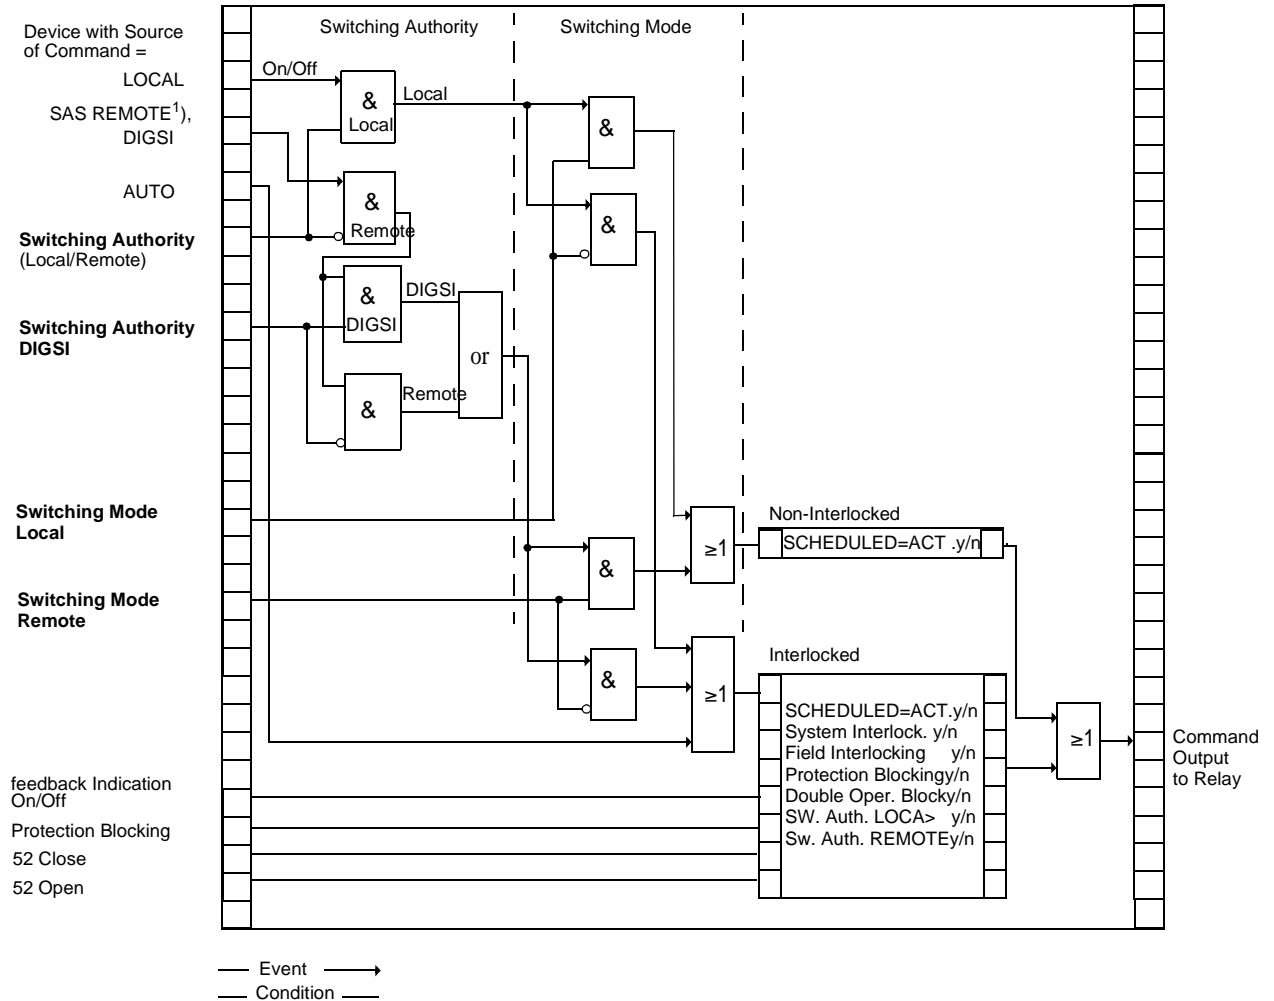 Device with Source
of Command =
LOCAL
SAS REMOTE1),
DIGSI
AUTO
Switching Authority
(Local/Remote)
Switching Authority
DIGSI
Switching Mode
Local
Switching Mode
Remote
feedback Indication
On/Off
Protection Blocking
52 Close
52 Open
Switching Authority
Switching Mode
On/Off
&
Local
Local
&
Remote
&
DIGSI
DIGSI
&
Remote
or
&
&
&
&
≥1
≥1
Non-Interlocked
SCHEDULED=ACT .y/n
Interlocked
SCHEDULED=ACT.y/n
System Interlock. y/n
Field Interlocking y/n
Protection Blockingy/n
Double Oper. Blocky/n
SW. Auth. LOCA> y/n
Sw. Auth. REMOTEy/n
≥1
Command
Output
to Relay
Event
Condition